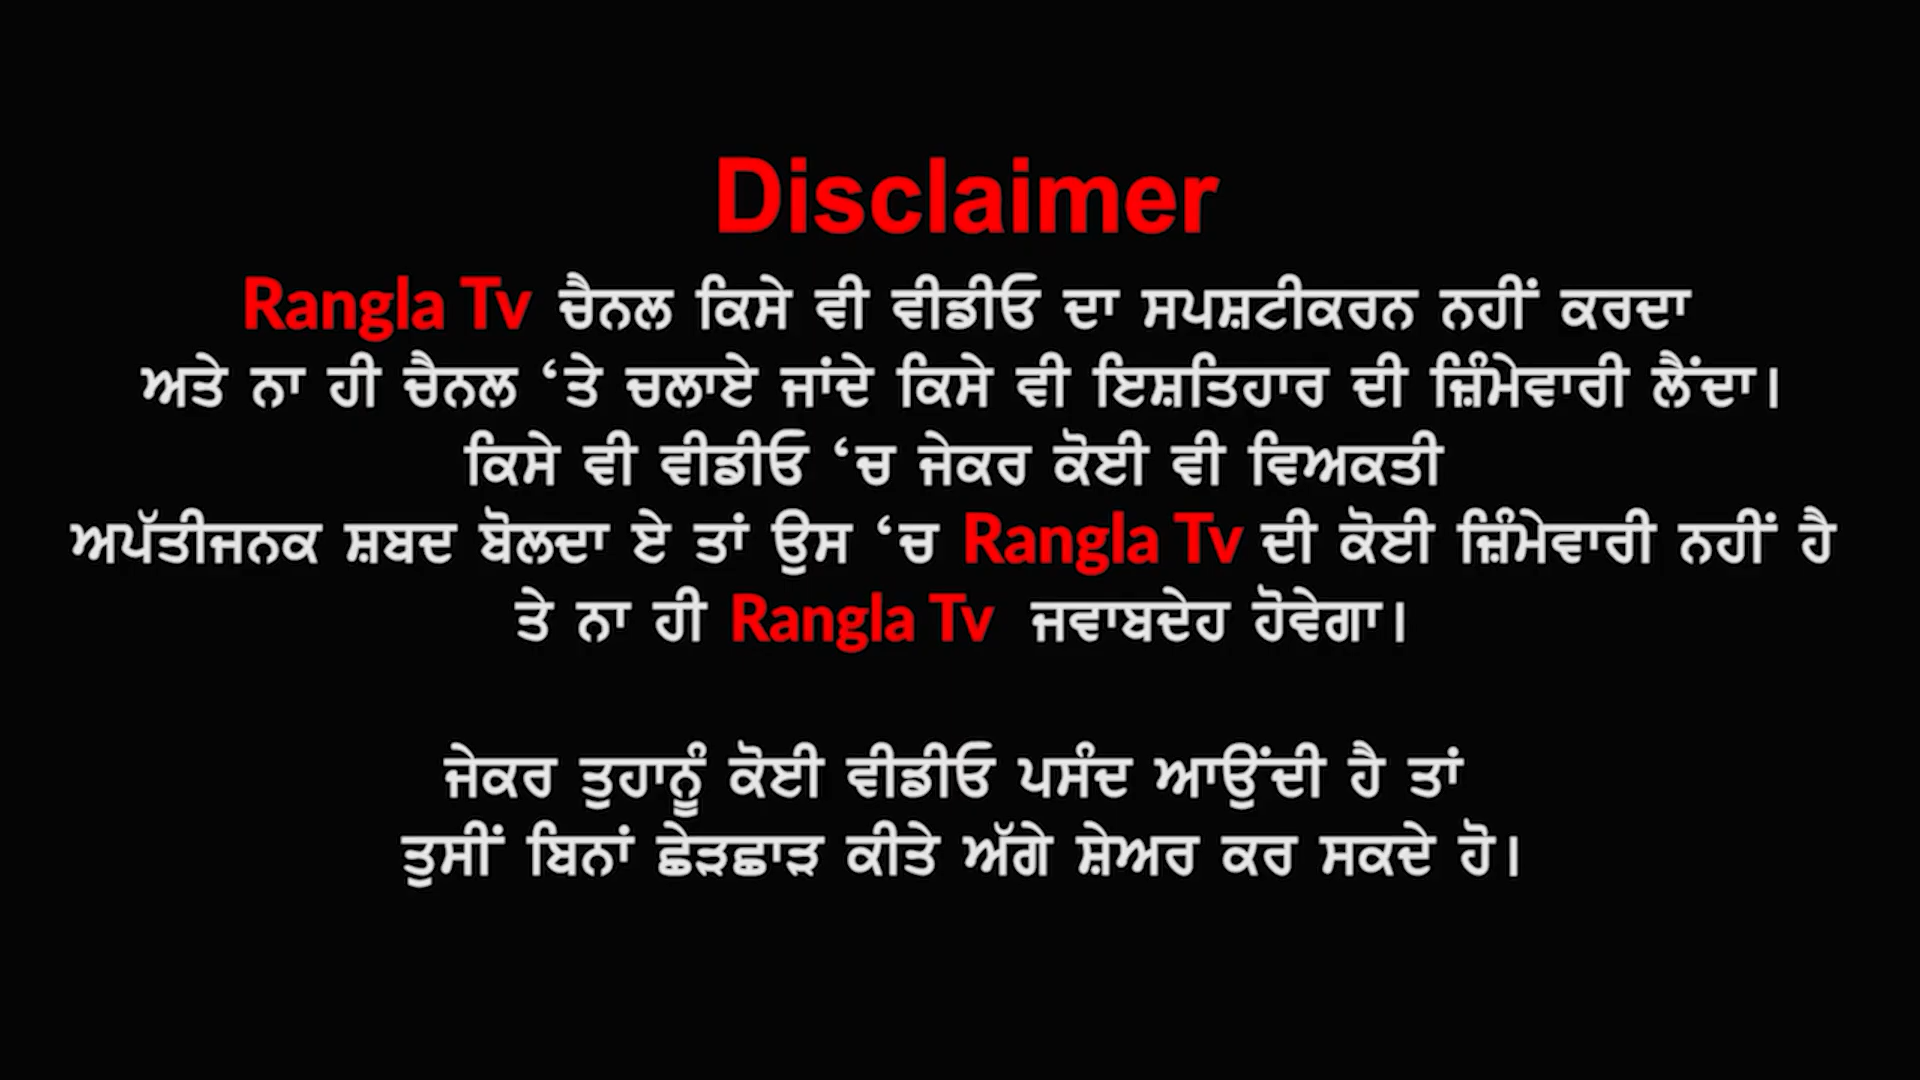 Disclaimer
Rangla Tv ਚੈਨਲ ਕਿਸੇ ਵੀ ਵੀਡੀਓ ਦਾ ਸਪਸ਼ਟੀਕਰਨ ਨਹੀਂ ਕਰਦਾ
ਅਤੇ ਨਾ ਹੀ ਚੈਨਲ ‘ਤੇ ਚਲਾਏ ਜਾਂਦੇ ਕਿਸੇ ਵੀ ਇਸ਼ਤਿਹਾਰ ਦੀ ਜ਼ਿੰਮੇਵਾਰੀ ਲੈਂਦਾ।
ਕਿਸੇ ਵੀ ਵੀਡੀਓ ‘ਚ ਜੇਕਰ ਕੋਈ ਵੀ ਵਿਅਕਤੀ
ਅਪੱਤੀਜਨਕ ਸ਼ਬਦ ਬੋਲਦਾ ਏ ਤਾਂ ਉਸ ‘ਚ Rangla Tv ਦੀ ਕੋਈ ਜ਼ਿੰਮੇਵਾਰੀ ਨਹੀਂ ਹੈ
ਤੇ ਨਾ ਹੀ Rangla Tv ਜਵਾਬਦੇਹ ਹੋਵੇਗਾ।
ਜੇਕਰ ਤੁਹਾਨੂੰ ਕੋਈ ਵੀਡੀਓ ਪਸੰਦ ਆਉਂਦੀ ਹੈ ਤਾਂ
ਤੁਸੀਂ ਬਿਨਾਂ ਛੇੜਛਾੜ ਕੀਤੇ ਅੱਗੇ ਸ਼ੇਅਰ ਕਰ ਸਕਦੇ ਹੋ।